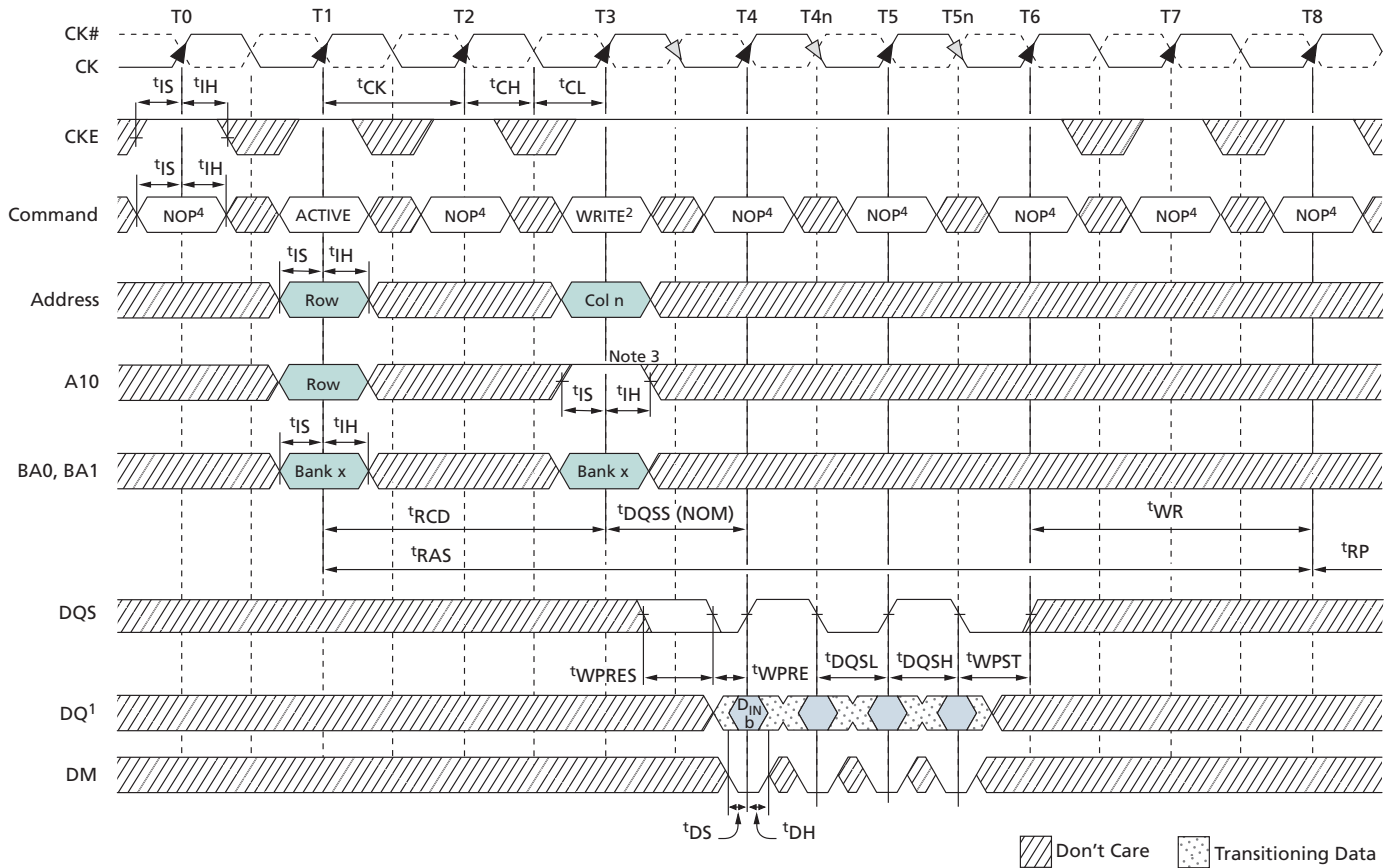 T0 T1 T2 T3 T4 T4n T5 T5n T6 T7 T8
CK#
CK
tIS tIH tCK tCH tCL
CKE
tIS tIH
Command NOP4 ACTIVE NOP4 WRITE2 NOP4 NOP4 NOP4 NOP4 NOP4
tIS tIH
Address Row Col n
Note 3
A10 Row
tIS tIH
tIS tIH
BA0, BA1 Bank x Bank x
tRCD tDQSS (NOM) tWR
tRAS tRP
DQS
tWPRES tWPRE tDQSL tDQSH tWPST
DQ1 DIN
b
DM
tDS tDH
Don't Care Transitioning Data